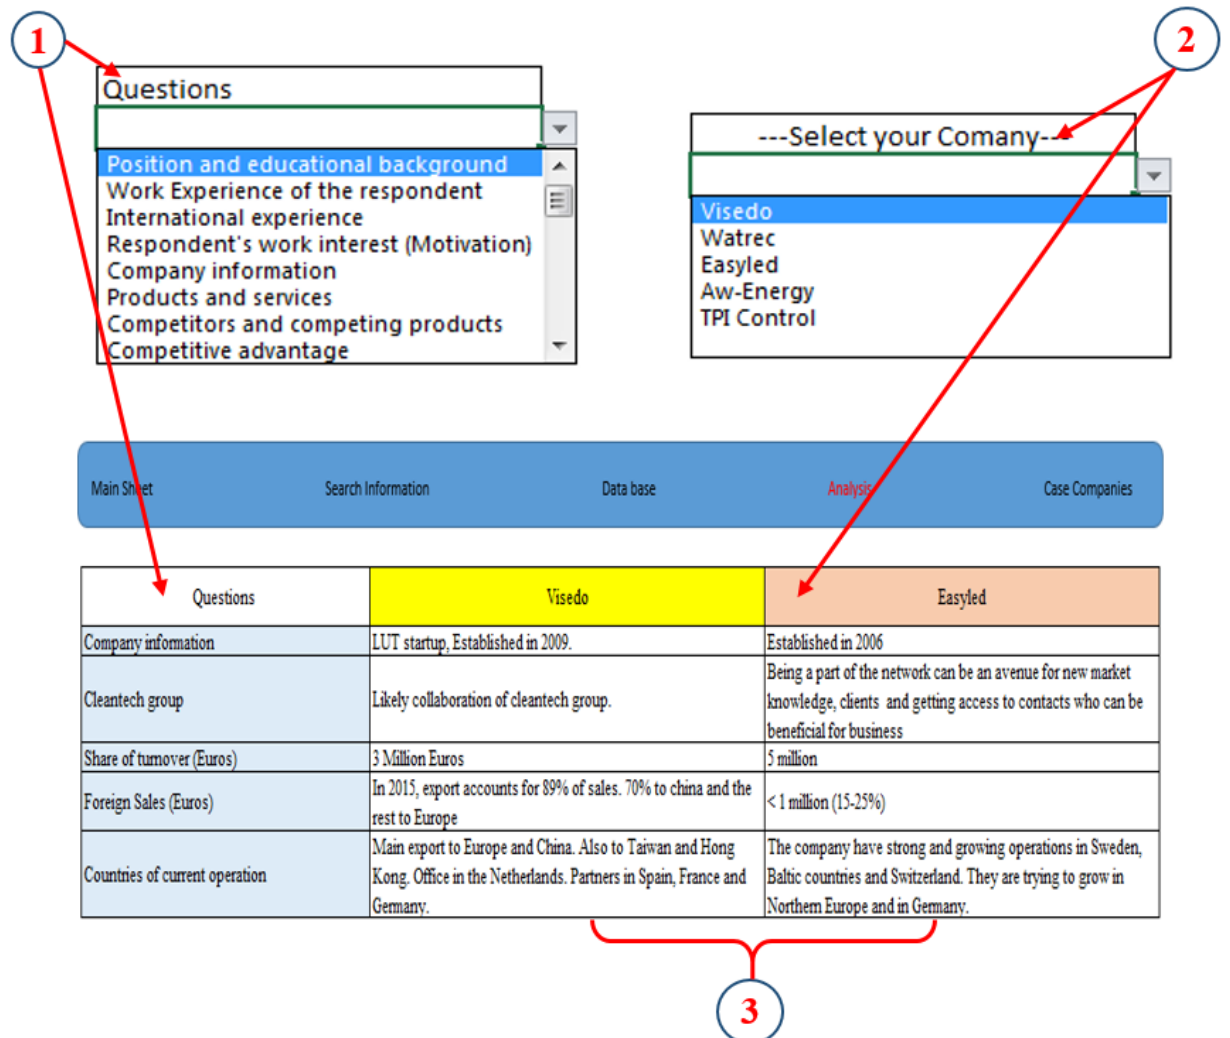 1
2
Questions
Position and educational background
Work Experience of the respondent
International experience
Respondent's work interest (Motivation)
Company information
Products and services
Competitors and competing products
Competitive advantage
---Select your Comany---
Visedo
Watrec
Easyled
Aw-Energy
TPI Control
Main Sheet
Search Information
Data base
Analysis
Case Companies
Questions
Visedo
Easyled
Company information
LUT startup, Established in 2009.
Established in 2006
Cleantech group
Likely collaboration of cleantech group.
Being a part of the network can be an avenue for new market
knowledge, clients and getting access to contacts who can be
beneficial for business
Share of turnover (Euros)
3 Million Euros
5 million
Foreign Sales (Euros)
In 2015, export accounts for 89% of sales. 70% to china and the
rest to Europe
< 1 million (15-25%)
Countries of current operation
Main export to Europe and China. Also to Taiwan and Hong
Kong. Office in the Netherlands. Partners in Spain, France and
Germany.
The company have strong and growing operations in Sweden,
Baltic countries and Switzerland. They are trying to grow in
Northern Europe and in Germany.
3